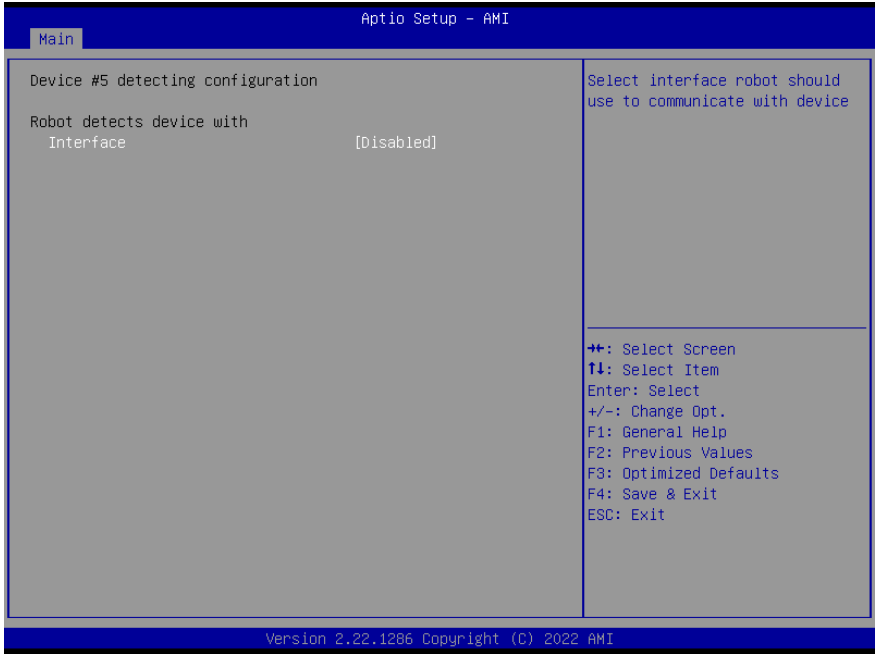 Aptio Setup – AMI
Main
Device #5 detecting configuration
Robot detects device with
Interface [Disabled]
Select interface robot should
use to communicate with device
→←: Select Screen
↑↓: Select Item
Enter: Select
+/-: Change Opt.
F1: General Help
F2: Previous Values
F3: Optimized Defaults
F4: Save & Exit
ESC: Exit
Version 2.22.1286 Copyright (C) 2022 AMI